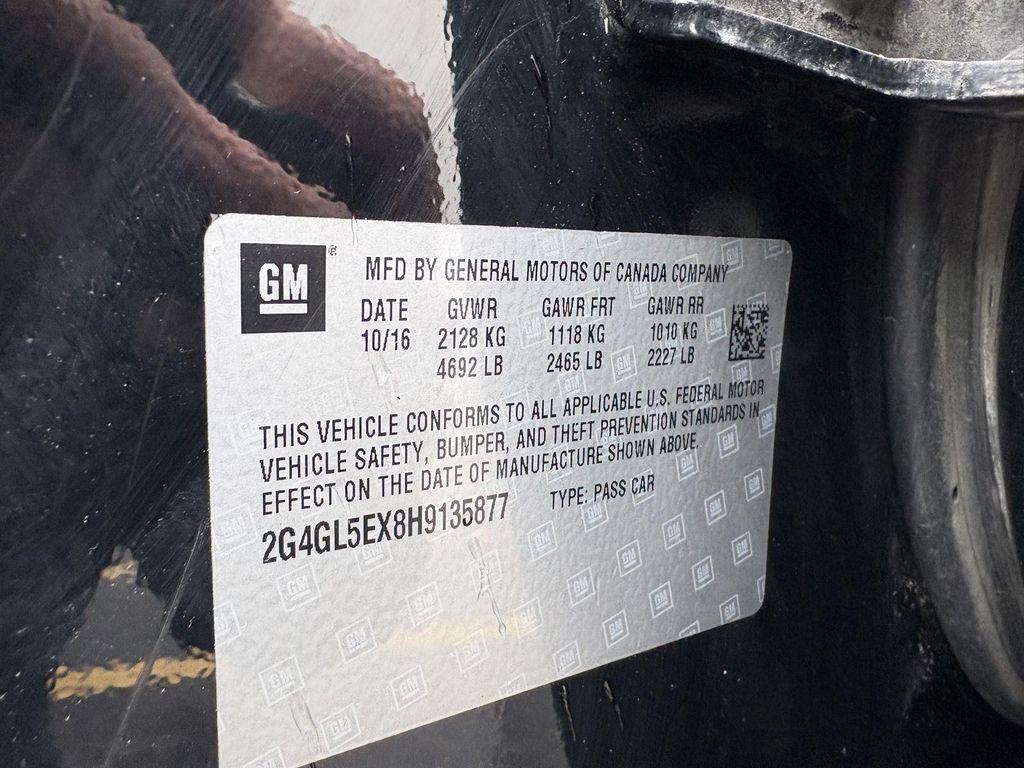 GM
MFD BY GENERAL MOTORS OF CANADA COMPANY
DATE GVWR GAWR FRT GAWR RR
10/16 2128 KG 1118 KG 1010 KG
4692 LB 2465 LB 2227 LB
THIS VEHICLE CONFORMS TO ALL APPLICABLE U.S. FEDERAL MOTOR
VEHICLE SAFETY, BUMPER, AND THEFT PREVENTION STANDARDS IN
EFFECT ON THE DATE OF MANUFACTURE SHOWN ABOVE.
2G4GL5EX8H9135877 TYPE: PASS CAR